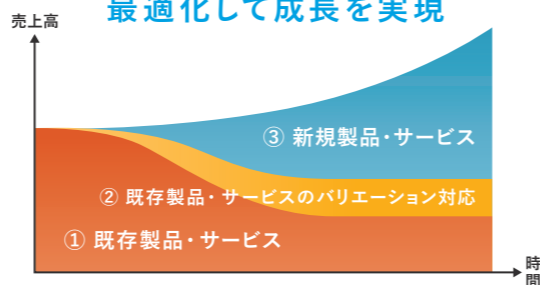 最適化して成長を実現
売上高
③ 新規製品・サービス
② 既存製品・サービスのバリエーション対応
① 既存製品・サービス
時間